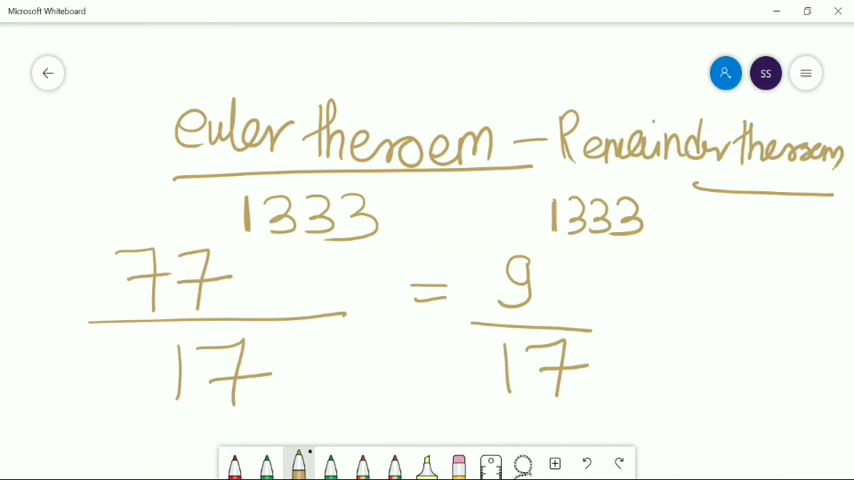 Microsoft Whiteboard
SS
euler theroem - Remainder theroem
1333 1333
77 = 9
17 17